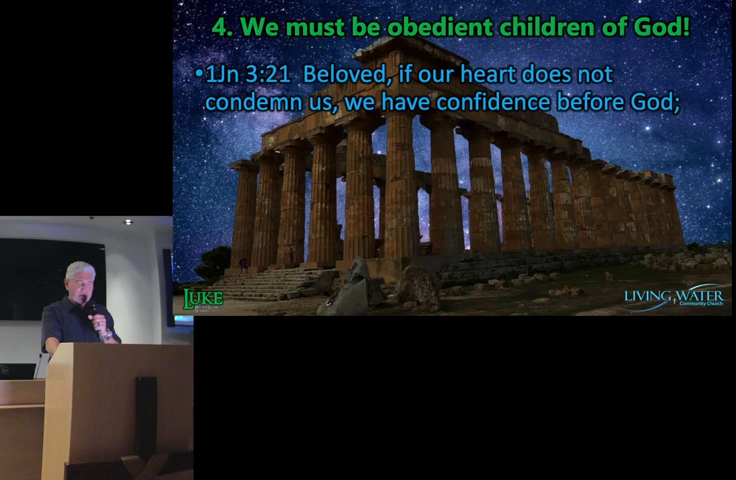 4. We must be obedient children of God!
•1Jn 3:21 Beloved, if our heart does not
condemn us, we have confidence before God;
LUKE
LIVING WATER
Community Church